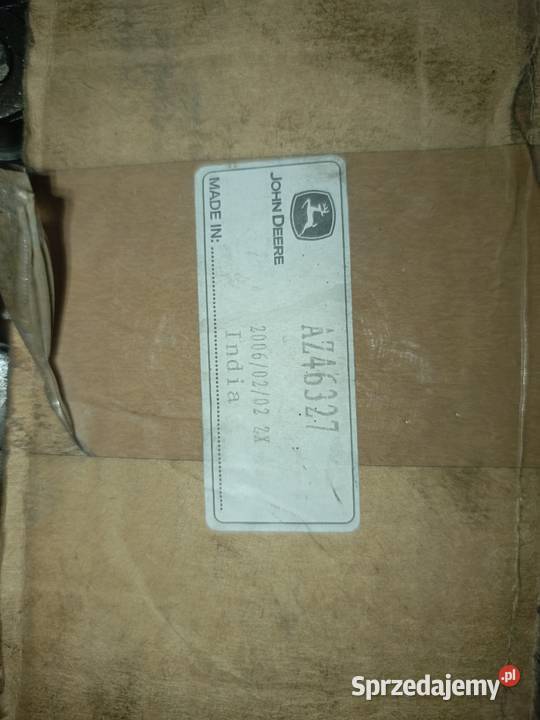 JOHN DEERE
AZ46327
2006/02/02 2X
India
MADE IN:
Sprzedajemy.pl